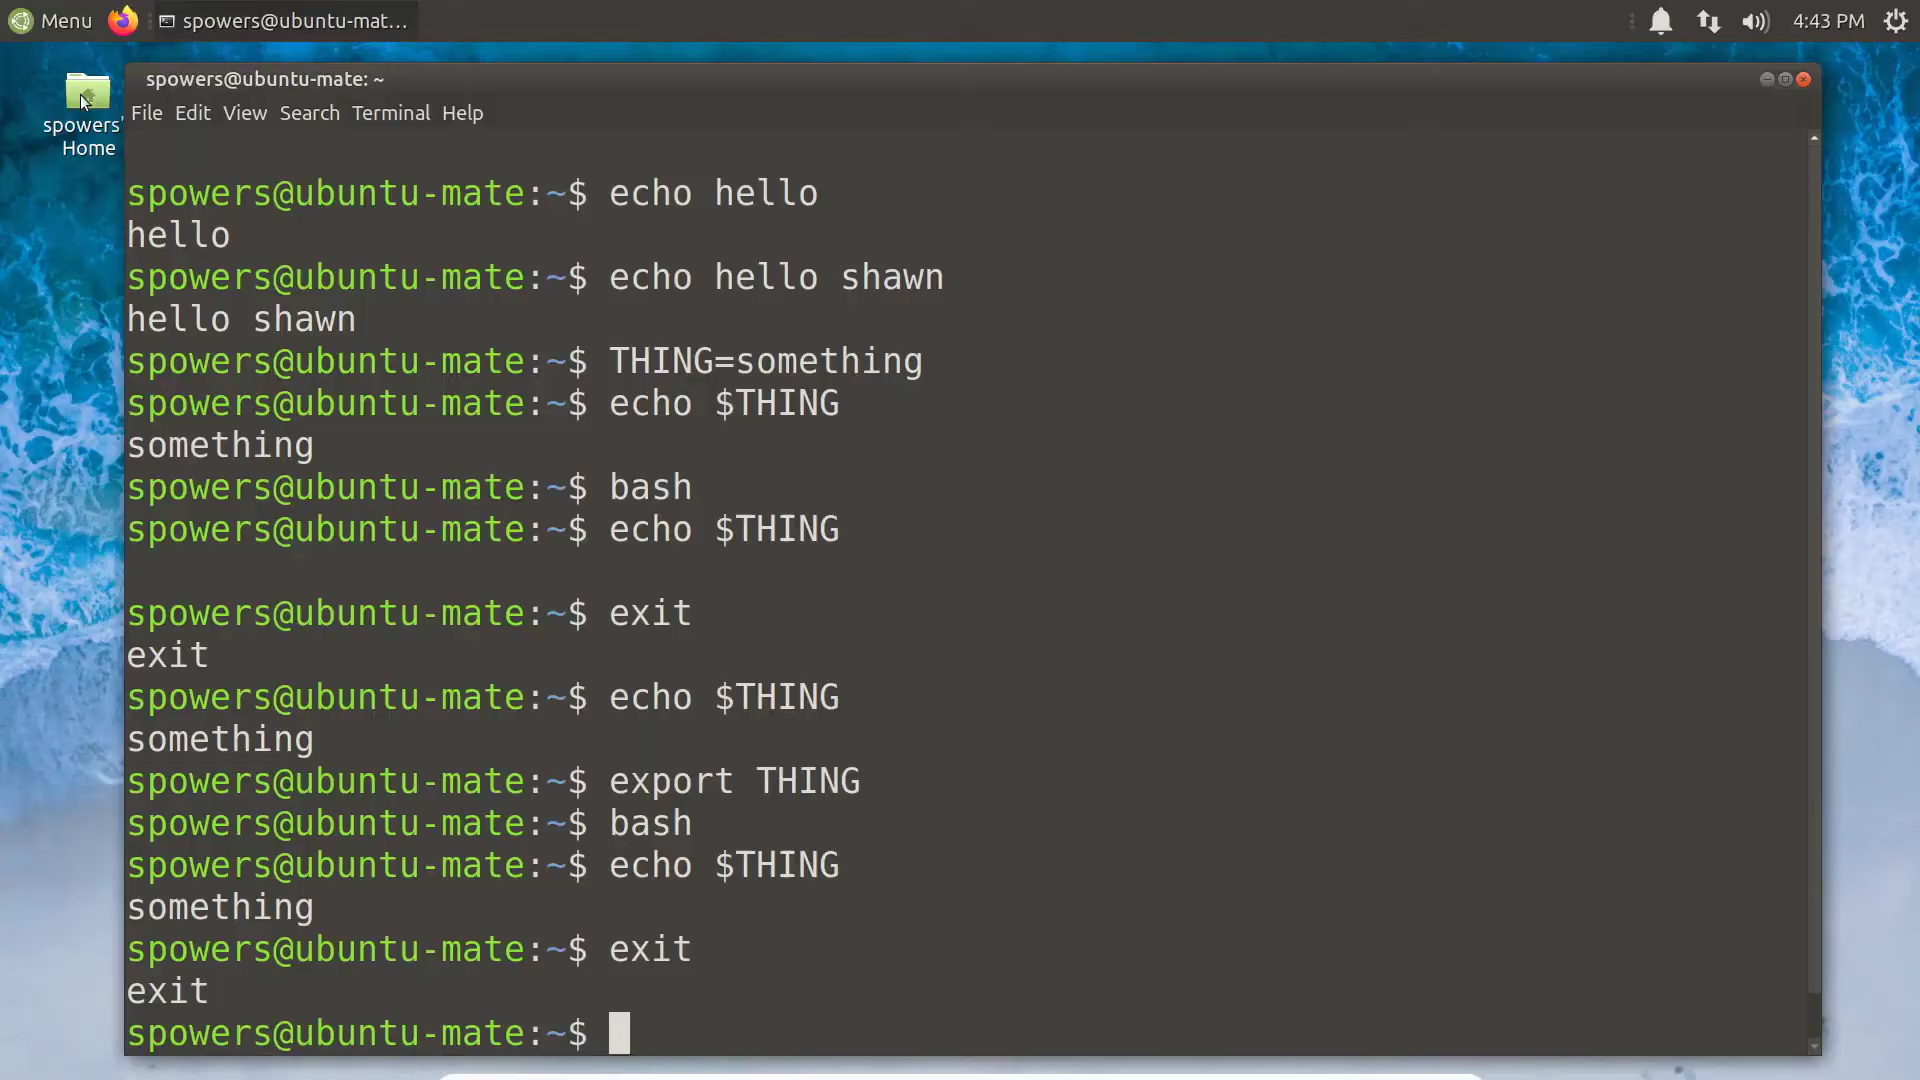 Menu spowers@ubuntu-mat... 4:43 PM
spowers@ubuntu-mate: ~
File Edit View Search Terminal Help
spowers'
Home
spowers@ubuntu-mate:~$ echo hello
hello
spowers@ubuntu-mate:~$ echo hello shawn
hello shawn
spowers@ubuntu-mate:~$ THING=something
spowers@ubuntu-mate:~$ echo $THING
something
spowers@ubuntu-mate:~$ bash
spowers@ubuntu-mate:~$ echo $THING
spowers@ubuntu-mate:~$ exit
exit
spowers@ubuntu-mate:~$ echo $THING
something
spowers@ubuntu-mate:~$ export THING
spowers@ubuntu-mate:~$ bash
spowers@ubuntu-mate:~$ echo $THING
something
spowers@ubuntu-mate:~$ exit
exit
spowers@ubuntu-mate:~$